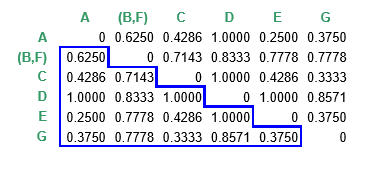 A (B,F) C D E G
A 0 0.6250 0.4286 1.0000 0.2500 0.3750
(B,F) 0.6250 0 0.7143 0.8333 0.7778 0.7778
C 0.4286 0.7143 0 1.0000 0.4286 0.3333
D 1.0000 0.8333 1.0000 0 1.0000 0.8571
E 0.2500 0.7778 0.4286 1.0000 0 0.3750
G 0.3750 0.7778 0.3333 0.8571 0.3750 0